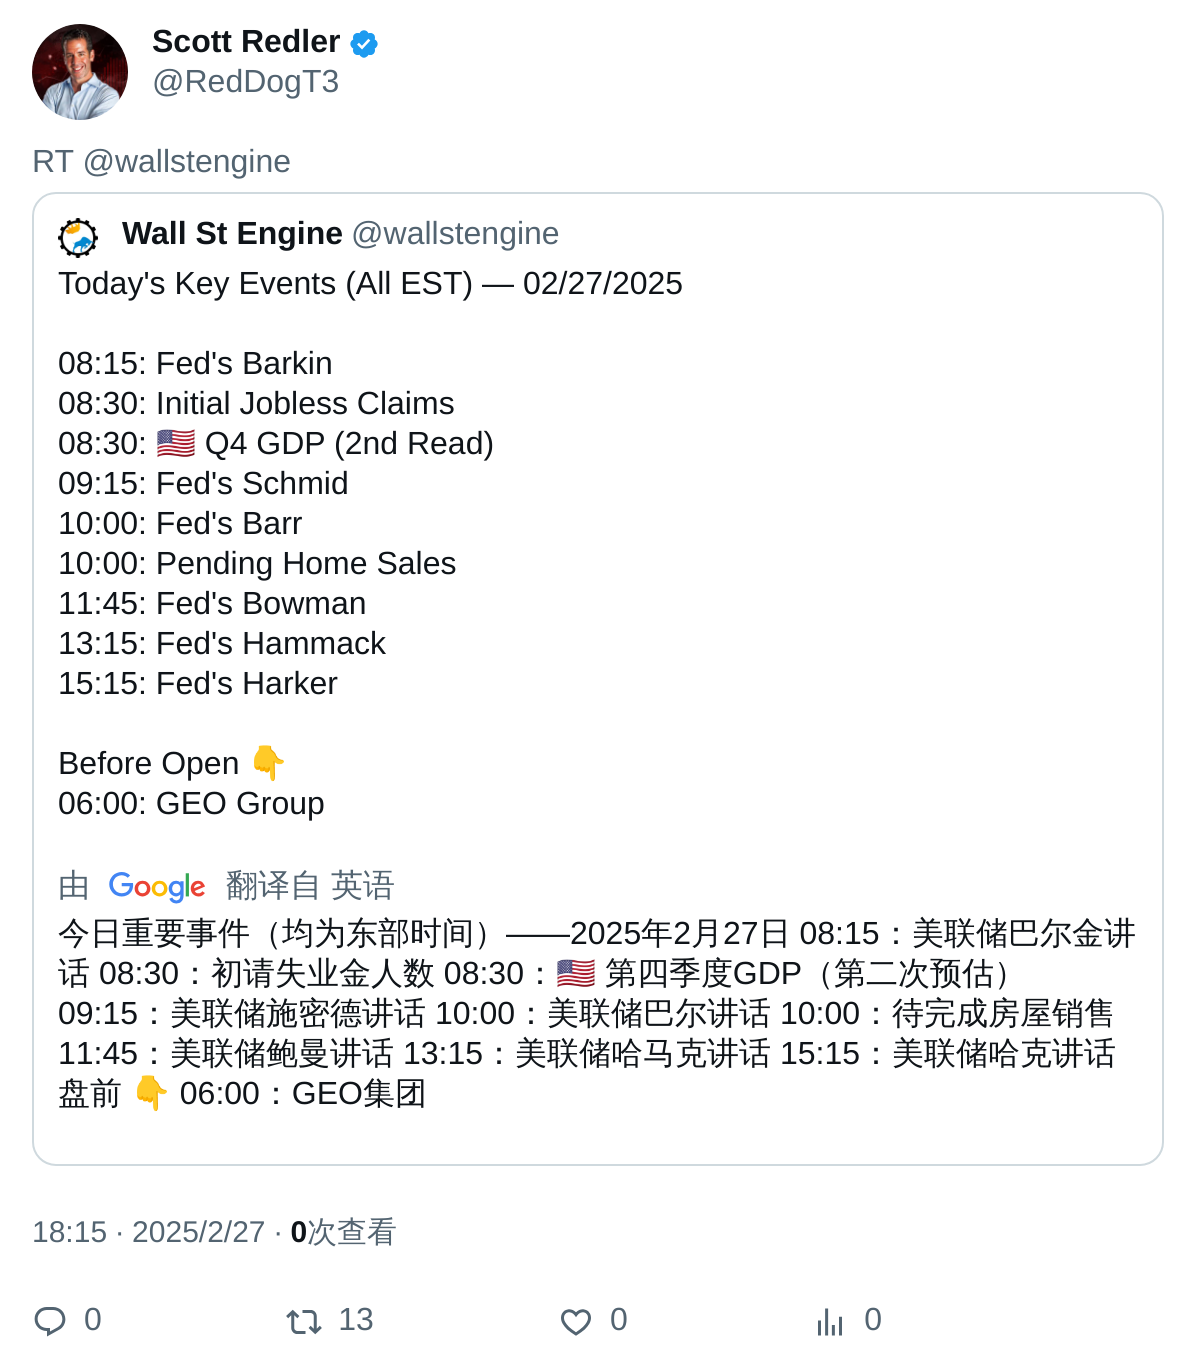 Scott Redler
@RedDogT3
RT @wallstengine
Wall St Engine @wallstengine
Today's Key Events (All EST) — 02/27/2025
08:15: Fed's Barkin
08:30: Initial Jobless Claims
08:30: 🇺🇸 Q4 GDP (2nd Read)
09:15: Fed's Schmid
10:00: Fed's Barr
10:00: Pending Home Sales
11:45: Fed's Bowman
13:15: Fed's Hammack
15:15: Fed's Harker
Before Open 👇
06:00: GEO Group
由 Google 翻译自 英语
今日重要事件（均为东部时间）——2025年2月27日 08:15：美联储巴尔金讲
话 08:30：初请失业金人数 08:30：🇺🇸 第四季度GDP（第二次预估）
09:15：美联储施密德讲话 10:00：美联储巴尔讲话 10:00：待完成房屋销售
11:45：美联储鲍曼讲话 13:15：美联储哈马克讲话 15:15：美联储哈克讲话
盘前 👇 06:00：GEO集团
18:15 · 2025/2/27 · 0次查看
0 13 0 0